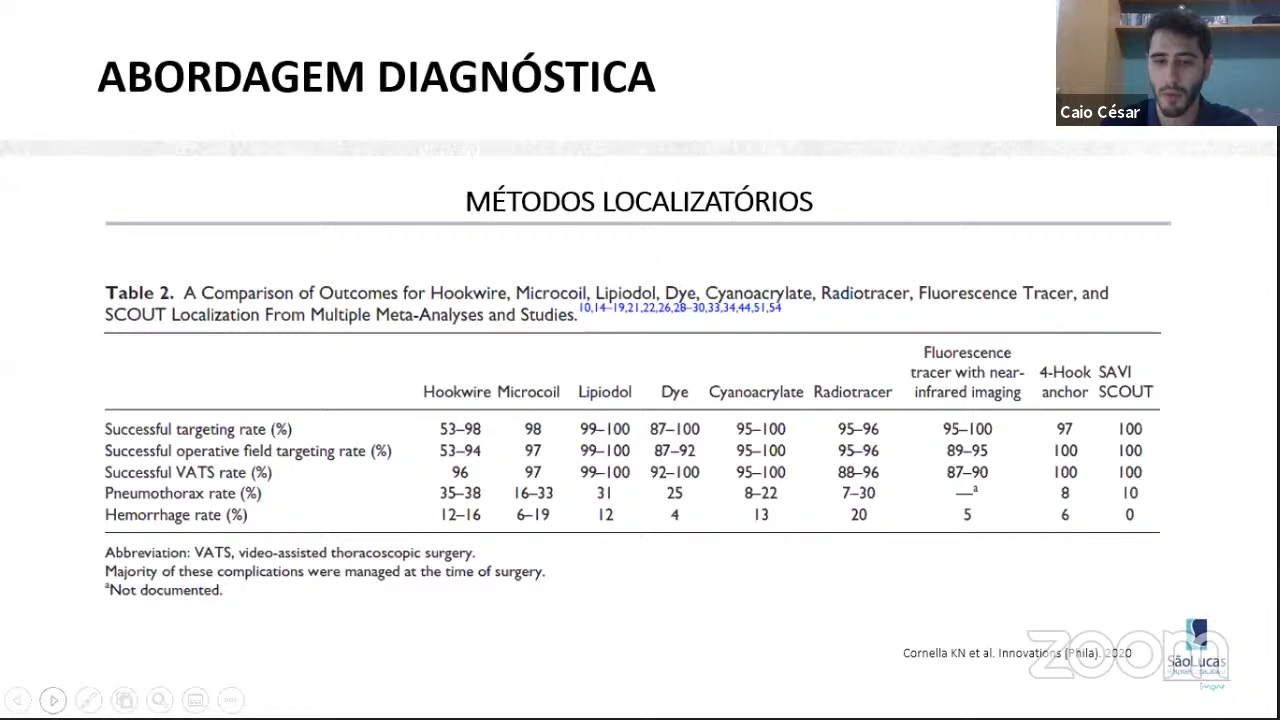 ABORDAGEM DIAGNÓSTICA
Caio César
MÉTODOS LOCALIZATÓRIOS
Table 2. A Comparison of Outcomes for Hookwire, Microcoil, Lipiodol, Dye, Cyanoacrylate, Radiotracer, Fluorescence Tracer, and
SCOUT Localization From Multiple Meta-Analyses and Studies.10,14–19,21,22,26,28–30,33,34,44,51,54
Fluorescence
tracer with near- 4-Hook SAVI
Hookwire Microcoil Lipiodol Dye Cyanoacrylate Radiotracer infrared imaging anchor SCOUT
Successful targeting rate (%) 53–98 98 99–100 87–100 95–100 95–96 95–100 97 100
Successful operative field targeting rate (%) 53–94 97 99–100 87–92 95–100 95–96 89–95 100 100
Successful VATS rate (%) 96 97 99–100 92–100 95–100 88–96 87–90 100 100
Pneumothorax rate (%) 35–38 16–33 31 25 8–22 7–30 —a 8 10
Hemorrhage rate (%) 12–16 6–19 12 4 13 20 5 6 0
Abbreviation: VATS, video-assisted thoracoscopic surgery.
Majority of these complications were managed at the time of surgery.
aNot documented.
Cornella KN et al. Innovations (Phila). 2020
zoom
SãoLucas